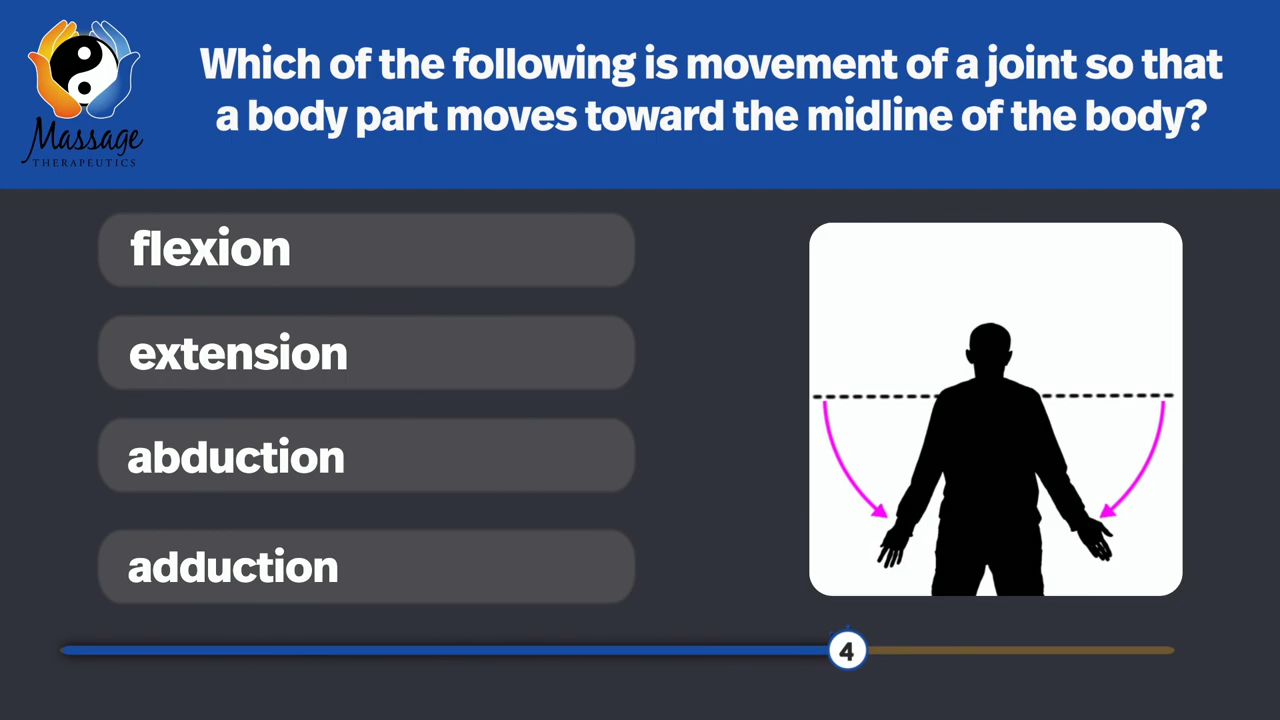 Which of the following is movement of a joint so that
a body part moves toward the midline of the body?
Massage
THERAPEUTICS
flexion
extension
abduction
adduction
4